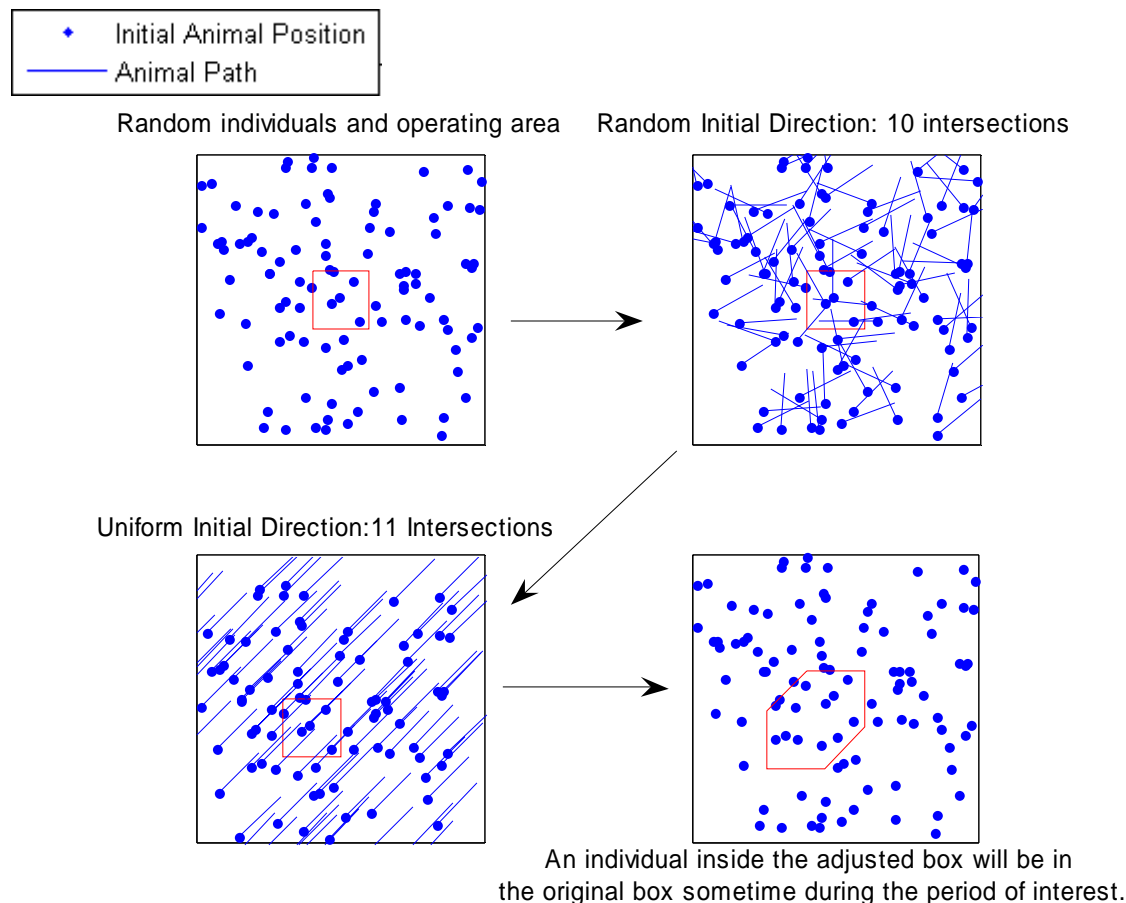 Initial Animal Position
Animal Path
Random individuals and operating area
Random Initial Direction: 10 intersections
Uniform Initial Direction:11 Intersections
An individual inside the adjusted box will be in
the original box sometime during the period of interest.